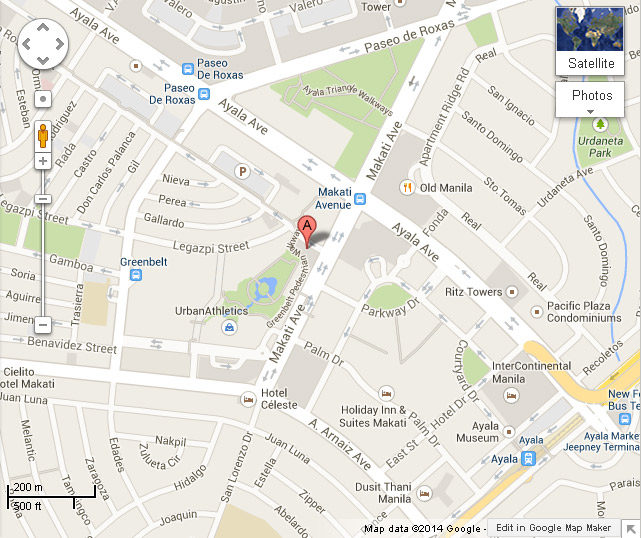 Valero
Agustin
Valero
Tower
Ayala Ave
Paseo de Roxas
Satellite
Photos
Paseo
De Roxas
Paseo
De Roxas
Ayala Ave
Ayala Triangle Walkways
Makati Ave
Apartment Ridge Rd
San Ignacio
Santo Domingo
Urdaneta
Park
Esteban
Rodriguez
Rada
Castro
Don Carlos Palanca
Gil
P
Nieva
Perea
Gallardo
Legazpi Street
Legazpi Street
Makati
Avenue
Old Manila
Sto Tomas
Urdaneta Ave
Fonda
Real
Real
Real
Santo Domingo
A
Ayala Ave
Gamboa
Greenbelt
Soria
Aguirre
Jimen
Trasierra
UrbanAthletics
Greenbelt Pedestrian Walkway
Makati Ave
Parkway Dr
Ritz Towers
Pacific Plaza
Condominiums
Benavidez Street
Palm Dr
Courtyard Dr
InterContinental
Manila
Recoletos
Cielito
Hotel Makati
Juan Luna
Hotel
Céleste
Holiday Inn &
Suites Makati
Palm Dr
Hotel Dr
New F
Bus Te
Ayala
Museum
Ayala
Ayala
Ayala Marke
Jeepney Terminal
A. Arnaiz Ave
East St
Melantic
Tamingco
Zaragoza
Edades
Nakpil
Zulueta Cir
Hidalgo
San Lorenzo Dr
Juan Luna
Estella
Zipper
Abelardo
Joaquin
Dusit Thani
Manila
Parais
200 m
500 ft
Map data ©2014 Google -
Edit in Google Map Maker